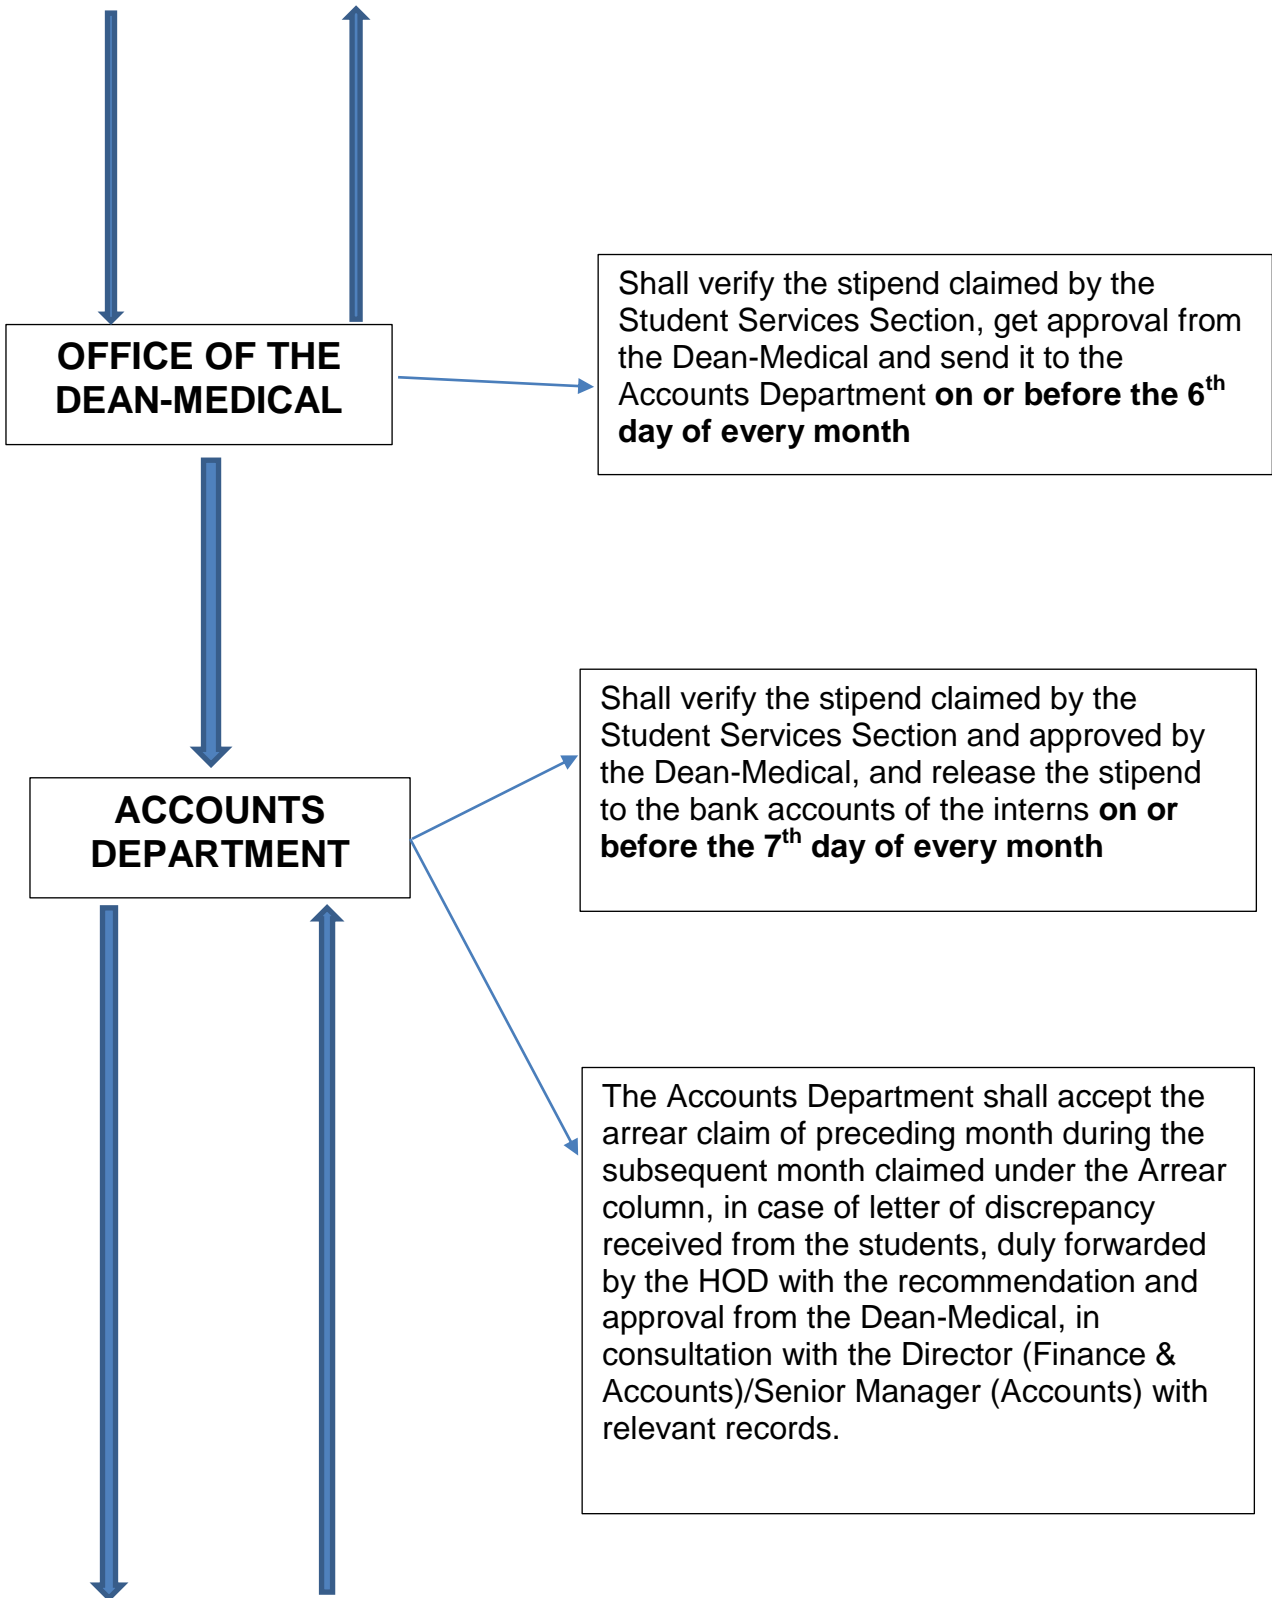 OFFICE OF THE
DEAN-MEDICAL
Shall verify the stipend claimed by the
Student Services Section, get approval from
the Dean-Medical and send it to the
Accounts Department on or before the 6th
day of every month
ACCOUNTS
DEPARTMENT
Shall verify the stipend claimed by the
Student Services Section and approved by
the Dean-Medical, and release the stipend
to the bank accounts of the interns on or
before the 7th day of every month
The Accounts Department shall accept the
arrear claim of preceding month during the
subsequent month claimed under the Arrear
column, in case of letter of discrepancy
received from the students, duly forwarded
by the HOD with the recommendation and
approval from the Dean-Medical, in
consultation with the Director (Finance &
Accounts)/Senior Manager (Accounts) with
relevant records.